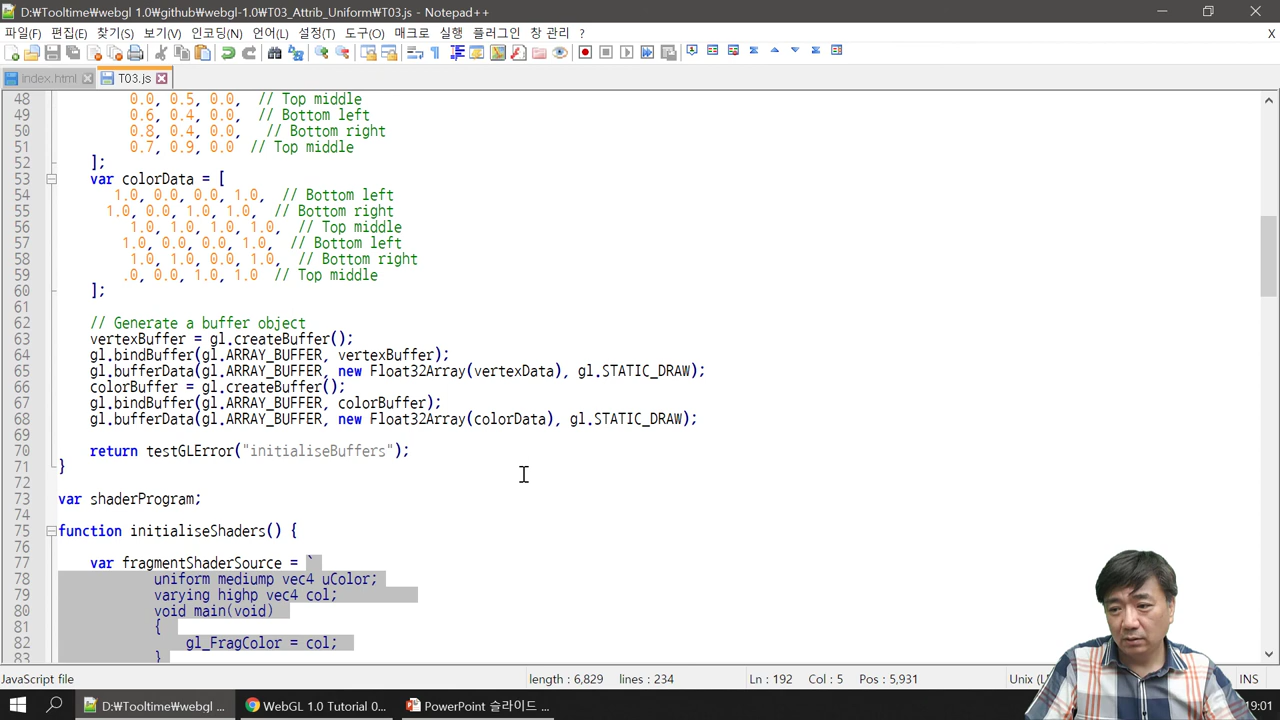 D:₩Tooltime₩webgl 1.0₩github₩webgl-1.0₩T03_Attrib_Uniform₩T03.js - Notepad++
파일(F) 편집(E) 찾기(S) 보기(V) 인코딩(N) 언어(L) 설정(T) 도구(O) 매크로 실행 플러그인 창 관리 ? X
index.html T03.js
48 0.0, 0.5, 0.0, // Top middle
49 0.6, 0.4, 0.0, // Bottom left
50 0.8, 0.4, 0.0, // Bottom right
51 0.7, 0.9, 0.0 // Top middle
52 ];
53 var colorData = [
54 1.0, 0.0, 0.0, 1.0, // Bottom left
55 1.0, 0.0, 1.0, 1.0, // Bottom right
56 1.0, 1.0, 1.0, 1.0, // Top middle
57 1.0, 0.0, 0.0, 1.0, // Bottom left
58 1.0, 1.0, 0.0, 1.0, // Bottom right
59 .0, 0.0, 1.0, 1.0 // Top middle
60 ];
61
62 // Generate a buffer object
63 vertexBuffer = gl.createBuffer();
64 gl.bindBuffer(gl.ARRAY_BUFFER, vertexBuffer);
65 gl.bufferData(gl.ARRAY_BUFFER, new Float32Array(vertexData), gl.STATIC_DRAW);
66 colorBuffer = gl.createBuffer();
67 gl.bindBuffer(gl.ARRAY_BUFFER, colorBuffer);
68 gl.bufferData(gl.ARRAY_BUFFER, new Float32Array(colorData), gl.STATIC_DRAW);
69
70 return testGLError("initialiseBuffers");
71 }
72
73 var shaderProgram;
74
75 function initialiseShaders() {
76
77 var fragmentShaderSource = `
78 uniform mediump vec4 uColor;
79 varying highp vec4 col;
80 void main(void)
81 {
82 gl_FragColor = col;
83 }
JavaScript file length : 6,829 lines : 234 Ln : 192 Col : 5 Pos : 5,931 Unix (L INS
D:₩Tooltime₩webgl ... WebGL 1.0 Tutorial 0... PowerPoint 슬라이드 ... 19:01